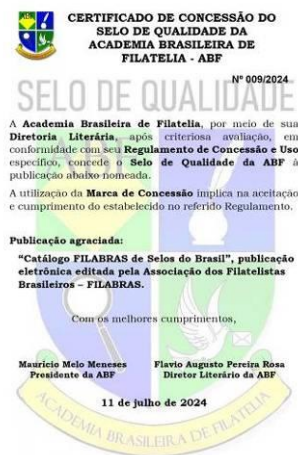 CERTIFICADO DE CONCESSÃO DO
SELO DE QUALIDADE DA
ACADEMIA BRASILEIRA DE
FILATELIA - ABF
Nº 009/2024
SELO DE QUALIDADE
A Academia Brasileira de Filatelia, por meio de sua
Diretoria Literária, após criteriosa avaliação, em
conformidade com seu Regulamento de Concessão e Uso
específico, concede o Selo de Qualidade da ABF à
publicação abaixo nomeada.
A utilização da Marca de Concessão implica na aceitação
e cumprimento do estabelecido no referido Regulamento.
Publicação agraciada:
“Catálogo FILABRAS de Selos do Brasil”, publicação
eletrônica editada pela Associação dos Filatelistas
Brasileiros – FILABRAS.
Com os melhores cumprimentos,
Mauricio Melo Meneses Flavio Augusto Pereira Rosa
Presidente da ABF Diretor Literário da ABF
11 de julho de 2024
ACADEMIA BRASILEIRA DE FILATELIA